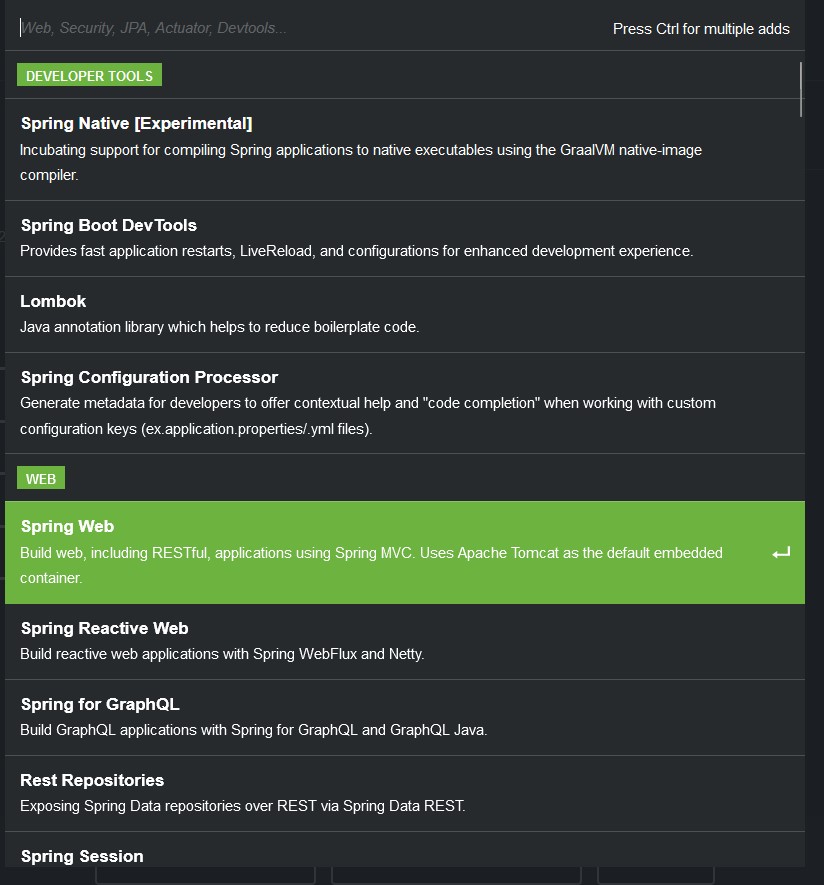 Web, Security, JPA, Actuator, Devtools...
Press Ctrl for multiple adds
DEVELOPER TOOLS
Spring Native [Experimental]
Incubating support for compiling Spring applications to native executables using the GraalVM native-image
compiler.
Spring Boot DevTools
Provides fast application restarts, LiveReload, and configurations for enhanced development experience.
Lombok
Java annotation library which helps to reduce boilerplate code.
Spring Configuration Processor
Generate metadata for developers to offer contextual help and "code completion" when working with custom
configuration keys (ex.application.properties/.yml files).
WEB
Spring Web
Build web, including RESTful, applications using Spring MVC. Uses Apache Tomcat as the default embedded
container.
Spring Reactive Web
Build reactive web applications with Spring WebFlux and Netty.
Spring for GraphQL
Build GraphQL applications with Spring for GraphQL and GraphQL Java.
Rest Repositories
Exposing Spring Data repositories over REST via Spring Data REST.
Spring Session